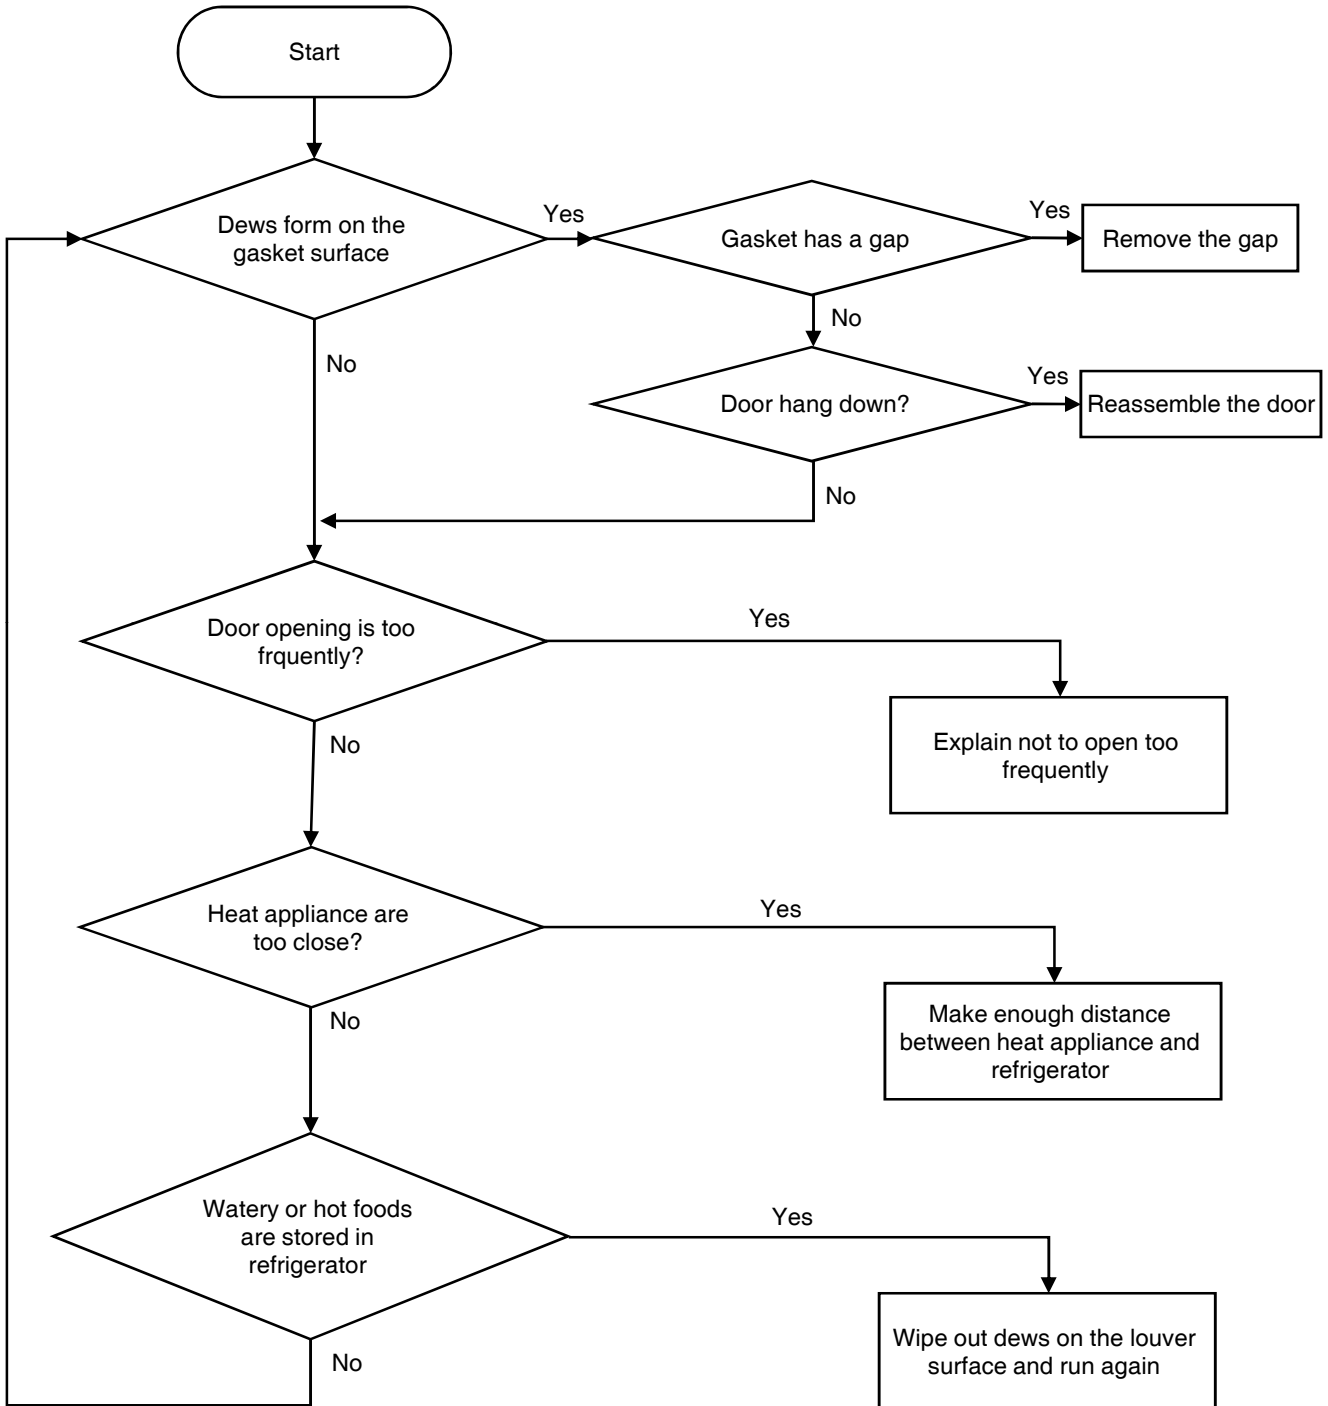 Start
Dews form on the
gasket surface
Yes
Gasket has a gap
Yes
Remove the gap
No
No
Door hang down?
Yes
Reassemble the door
No
Door opening is too
frquently?
Yes
Explain not to open too
frequently
No
Heat appliance are
too close?
Yes
Make enough distance
between heat appliance and
refrigerator
No
Watery or hot foods
are stored in
refrigerator
Yes
Wipe out dews on the louver
surface and run again
No